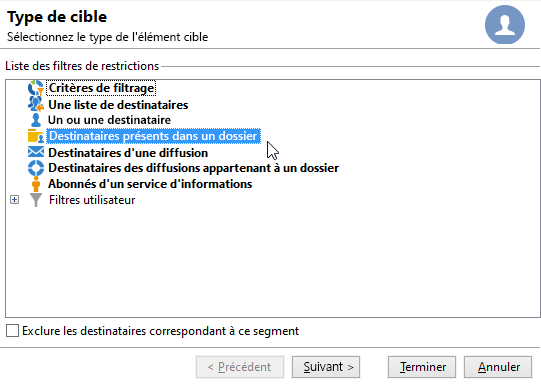 Type de cible
Sélectionnez le type de l'élément cible
Liste des filtres de restrictions
Critères de filtrage
Une liste de destinataires
Un ou une destinataire
Destinataires présents dans un dossier
Destinataires d'une diffusion
Destinataires des diffusions appartenant à un dossier
Abonnés d'un service d'informations
Filtres utilisateur
Exclure les destinataires correspondant à ce segment
< Précédent Suivant > Terminer Annuler